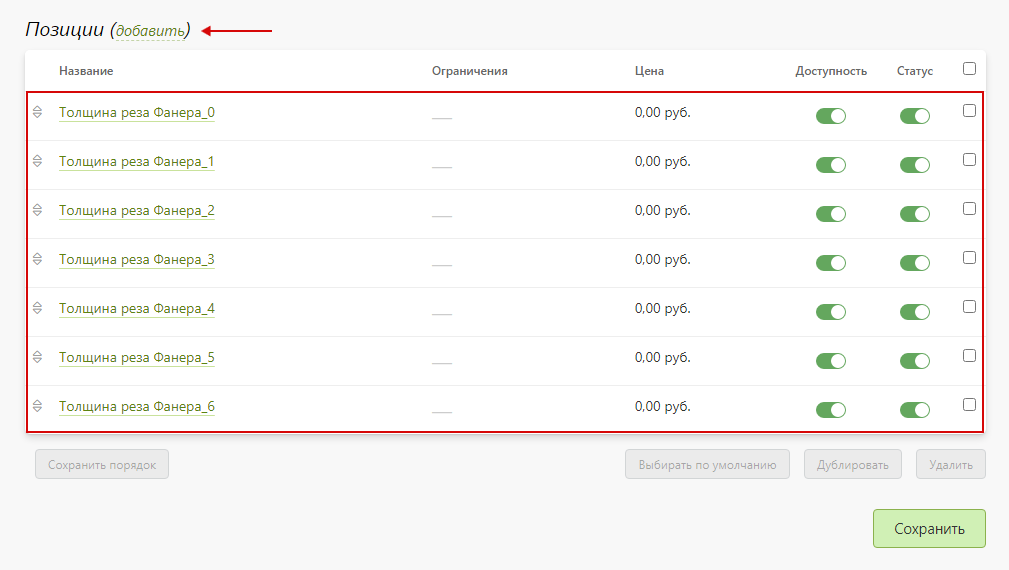 Позиции (добавить)
Название Ограничения Цена Доступность Статус
Толщина реза Фанера_0 0,00 руб.
Толщина реза Фанера_1 0,00 руб.
Толщина реза Фанера_2 0,00 руб.
Толщина реза Фанера_3 0,00 руб.
Толщина реза Фанера_4 0,00 руб.
Толщина реза Фанера_5 0,00 руб.
Толщина реза Фанера_6 0,00 руб.
Сохранить порядок Выбирать по умолчанию Дублировать Удалить
Сохранить